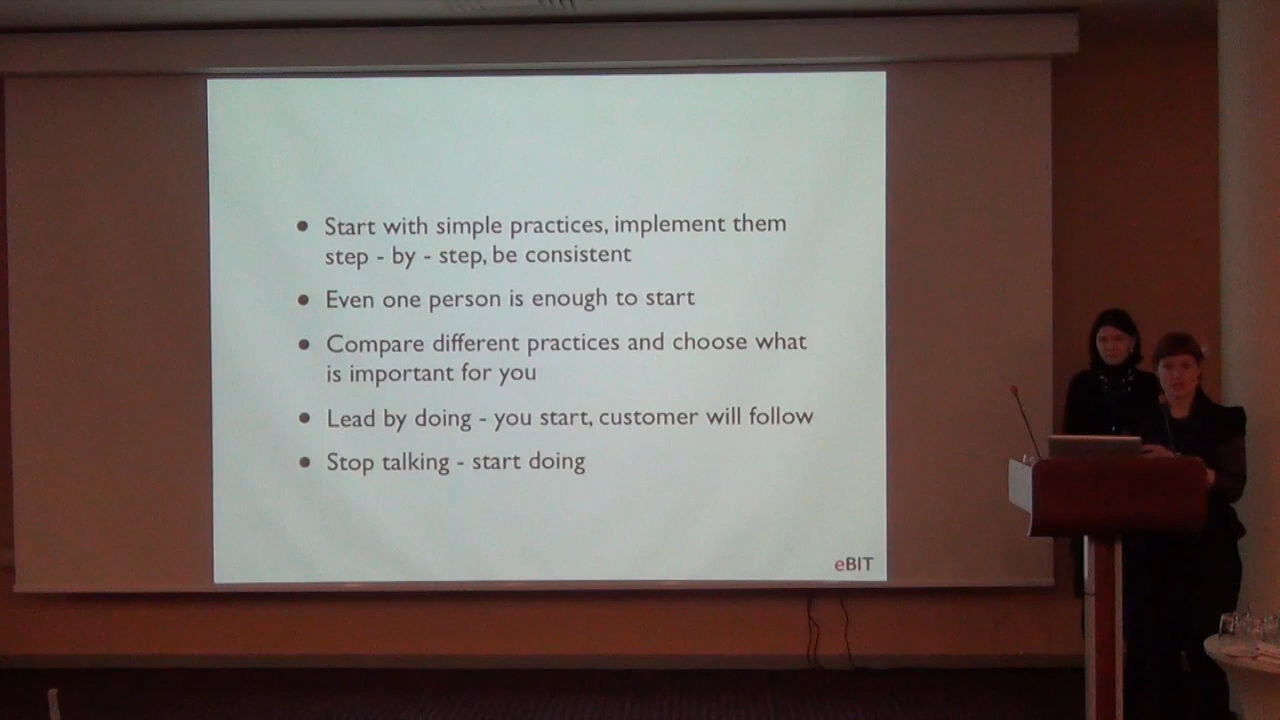 • Start with simple practices, implement them
step - by - step, be consistent
• Even one person is enough to start
• Compare different practices and choose what
is important for you
• Lead by doing - you start, customer will follow
• Stop talking - start doing
eBIT